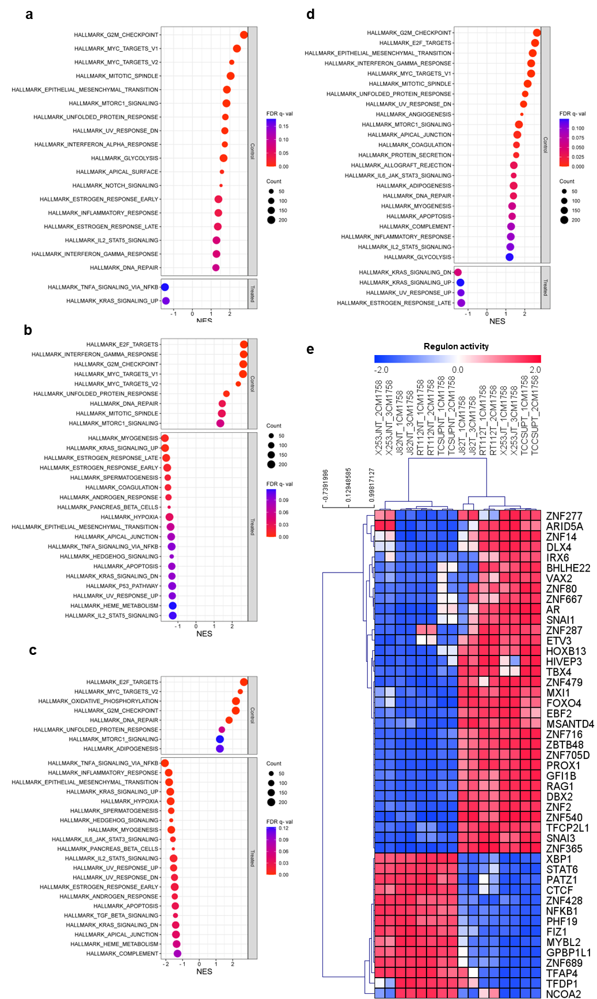 a
HALLMARK_G2M_CHECKPOINT
HALLMARK_MYC_TARGETS_V1
HALLMARK_MYC_TARGETS_V2
HALLMARK_MITOTIC_SPINDLE
HALLMARK_EPITHELIAL_MESENCHYMAL_TRANSITION
HALLMARK_MTORC1_SIGNALING
HALLMARK_UNFOLDED_PROTEIN_RESPONSE
HALLMARK_UV_RESPONSE_DN
HALLMARK_INTERFERON_ALPHA_RESPONSE
HALLMARK_GLYCOLYSIS
HALLMARK_APICAL_SURFACE
HALLMARK_NOTCH_SIGNALING
HALLMARK_ESTROGEN_RESPONSE_EARLY
HALLMARK_INFLAMMATORY_RESPONSE
HALLMARK_ESTROGEN_RESPONSE_LATE
HALLMARK_IL2_STAT5_SIGNALING
HALLMARK_INTERFERON_GAMMA_RESPONSE
HALLMARK_DNA_REPAIR
HALLMARK_TNFA_SIGNALING_VIA_NFKB
HALLMARK_KRAS_SIGNALING_UP
Control
Treated
-1 0 1 2
NES
FDR q- val
0.15
0.10
0.05
0.00
Count
50
100
150
200
b
HALLMARK_E2F_TARGETS
HALLMARK_INTERFERON_GAMMA_RESPONSE
HALLMARK_G2M_CHECKPOINT
HALLMARK_MYC_TARGETS_V1
HALLMARK_MYC_TARGETS_V2
HALLMARK_UNFOLDED_PROTEIN_RESPONSE
HALLMARK_DNA_REPAIR
HALLMARK_MITOTIC_SPINDLE
HALLMARK_MTORC1_SIGNALING
HALLMARK_MYOGENESIS
HALLMARK_KRAS_SIGNALING_UP
HALLMARK_ESTROGEN_RESPONSE_LATE
HALLMARK_ESTROGEN_RESPONSE_EARLY
HALLMARK_SPERMATOGENESIS
HALLMARK_COAGULATION
HALLMARK_ANDROGEN_RESPONSE
HALLMARK_PANCREAS_BETA_CELLS
HALLMARK_HYPOXIA
HALLMARK_EPITHELIAL_MESENCHYMAL_TRANSITION
HALLMARK_APICAL_JUNCTION
HALLMARK_TNFA_SIGNALING_VIA_NFKB
HALLMARK_HEDGEHOG_SIGNALING
HALLMARK_APOPTOSIS
HALLMARK_KRAS_SIGNALING_DN
HALLMARK_P53_PATHWAY
HALLMARK_UV_RESPONSE_UP
HALLMARK_HEME_METABOLISM
HALLMARK_IL2_STAT5_SIGNALING
Control
Treated
-1 0 1 2
NES
Count
50
100
150
200
FDR q- val
0.09
0.06
0.03
0.00
c
HALLMARK_E2F_TARGETS
HALLMARK_MYC_TARGETS_V2
HALLMARK_OXIDATIVE_PHOSPHORYLATION
HALLMARK_G2M_CHECKPOINT
HALLMARK_DNA_REPAIR
HALLMARK_UNFOLDED_PROTEIN_RESPONSE
HALLMARK_MTORC1_SIGNALING
HALLMARK_ADIPOGENESIS
HALLMARK_TNFA_SIGNALING_VIA_NFKB
HALLMARK_INFLAMMATORY_RESPONSE
HALLMARK_EPITHELIAL_MESENCHYMAL_TRANSITION
HALLMARK_KRAS_SIGNALING_UP
HALLMARK_HYPOXIA
HALLMARK_SPERMATOGENESIS
HALLMARK_HEDGEHOG_SIGNALING
HALLMARK_MYOGENESIS
HALLMARK_IL6_JAK_STAT3_SIGNALING
HALLMARK_PANCREAS_BETA_CELLS
HALLMARK_IL2_STAT5_SIGNALING
HALLMARK_UV_RESPONSE_UP
HALLMARK_UV_RESPONSE_DN
HALLMARK_ESTROGEN_RESPONSE_EARLY
HALLMARK_ANDROGEN_RESPONSE
HALLMARK_APOPTOSIS
HALLMARK_TGF_BETA_SIGNALING
HALLMARK_KRAS_SIGNALING_DN
HALLMARK_APICAL_JUNCTION
HALLMARK_HEME_METABOLISM
HALLMARK_COMPLEMENT
Control
Treated
-2 -1 0 1 2
NES
Count
50
100
150
200
FDR q- val
0.12
0.09
0.06
0.03
0.00
d
HALLMARK_G2M_CHECKPOINT
HALLMARK_E2F_TARGETS
HALLMARK_EPITHELIAL_MESENCHYMAL_TRANSITION
HALLMARK_INTERFERON_GAMMA_RESPONSE
HALLMARK_MYC_TARGETS_V1
HALLMARK_MITOTIC_SPINDLE
HALLMARK_UNFOLDED_PROTEIN_RESPONSE
HALLMARK_UV_RESPONSE_DN
HALLMARK_ANGIOGENESIS
HALLMARK_MTORC1_SIGNALING
HALLMARK_APICAL_JUNCTION
HALLMARK_COAGULATION
HALLMARK_PROTEIN_SECRETION
HALLMARK_ALLOGRAFT_REJECTION
HALLMARK_IL6_JAK_STAT3_SIGNALING
HALLMARK_ADIPOGENESIS
HALLMARK_DNA_REPAIR
HALLMARK_MYOGENESIS
HALLMARK_APOPTOSIS
HALLMARK_COMPLEMENT
HALLMARK_INFLAMMATORY_RESPONSE
HALLMARK_IL2_STAT5_SIGNALING
HALLMARK_GLYCOLYSIS
HALLMARK_KRAS_SIGNALING_DN
HALLMARK_KRAS_SIGNALING_UP
HALLMARK_UV_RESPONSE_UP
HALLMARK_ESTROGEN_RESPONSE_LATE
Control
Treated
-1 0 1 2
NES
FDR q- val
0.100
0.075
0.050
0.025
0.000
Count
50
100
150
200
e
Regulon activity
-2.0 0.0 2.0
X253JNT_2CM1758
X253JNT_3CM1758
J82NT_1CM1758
J82NT_3CM1758
RT112NT_1CM1758
RT112NT_2CM1758
TCSUPNT_1CM1758
TCSUPNT_2CM1758
J82T_1CM1758
J82T_3CM1758
RT112T_1CM1758
RT112T_2CM1758
X253JT_1CM1758
X253JT_3CM1758
TCCSUPT_1CM1758
TCCSUPT_2CM1758
-0.7391996
0.12948585
0.99817127
ZNF277
ARID5A
ZNF14
DLX4
IRX6
BHLHE22
VAX2
ZNF80
ZNF667
AR
SNAI1
ZNF287
ETV3
HOXB13
HIVEP3
TBX4
ZNF479
MXI1
FOXO4
EBF2
MSANTD4
ZNF716
ZBTB48
ZNF705D
PROX1
GFI1B
RAG1
DBX2
ZNF2
ZNF540
TFCP2L1
SNAI3
ZNF365
XBP1
STAT6
PATZ1
CTCF
ZNF428
NFKB1
PHF19
FIZ1
MYBL2
GPBP1L1
ZNF689
TFAP4
TFDP1
NCOA2